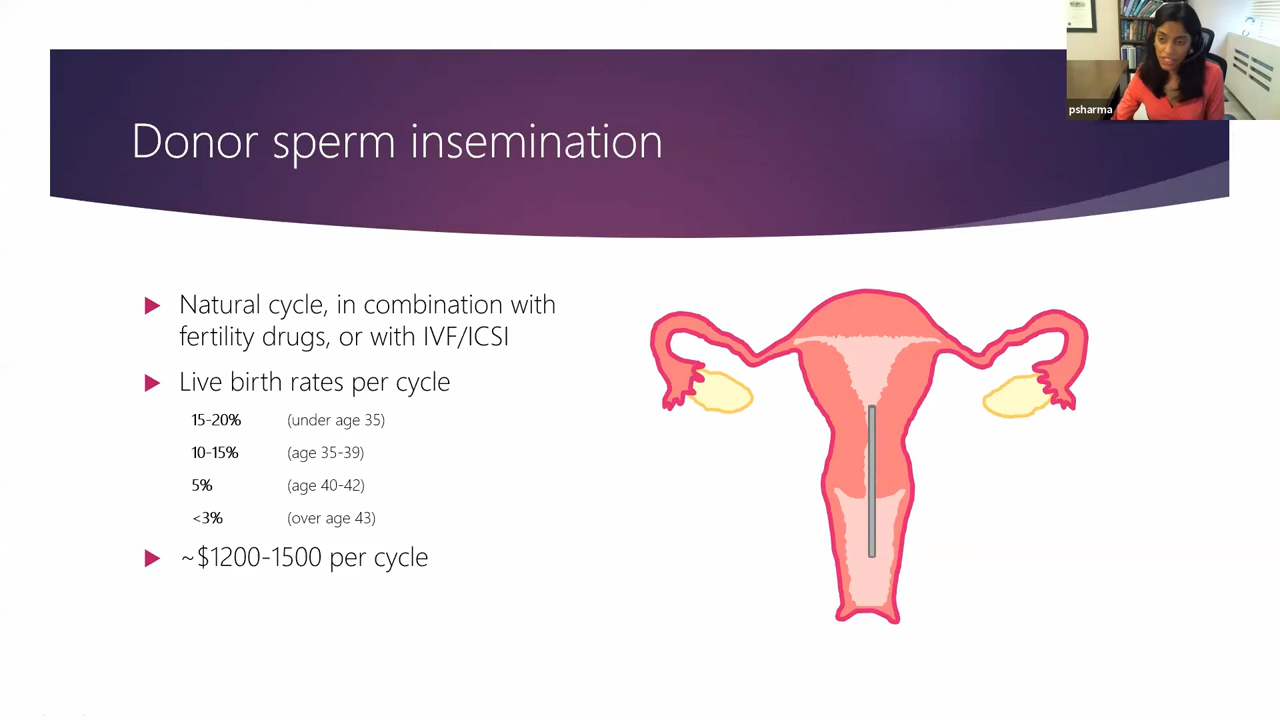 psharma
Donor sperm insemination
Natural cycle, in combination with
fertility drugs, or with IVF/ICSI
Live birth rates per cycle
15-20% (under age 35)
10-15% (age 35-39)
5% (age 40-42)
<3% (over age 43)
~$1200-1500 per cycle